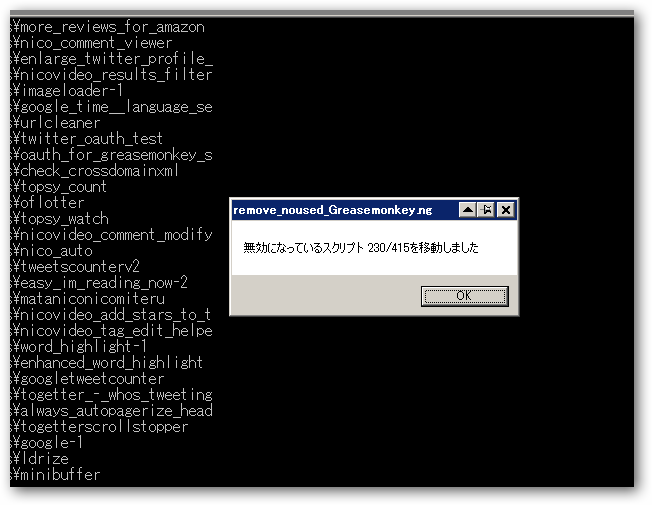 s¥more_reviews_for_amazon
s¥nico_comment_viewer
s¥enlarge_twitter_profile_
s¥nicovideo_results_filter
s¥imageloader-1
s¥google_time__language_se
s¥urlcleaner
s¥twitter_oauth_test
s¥oauth_for_greasemonkey_s
s¥check_crossdomainxml
s¥topsy_count
s¥oflotter
s¥topsy_watch
s¥nicovideo_comment_modify
s¥nico_auto
s¥tweetscounterv2
s¥easy_im_reading_now-2
s¥mataniconicomiteru
s¥nicovideo_add_stars_to_t
s¥nicovideo_tag_edit_helpe
s¥word_highlight-1
s¥enhanced_word_highlight
s¥googletweetcounter
s¥togetter_-_whos_tweeting
s¥always_autopagerize_head
s¥togetterscrollstopper
s¥google-1
s¥ldrize
s¥minibuffer
remove_noused_Greasemonkey.ng
無効になっているスクリプト 230/415を移動しました
OK